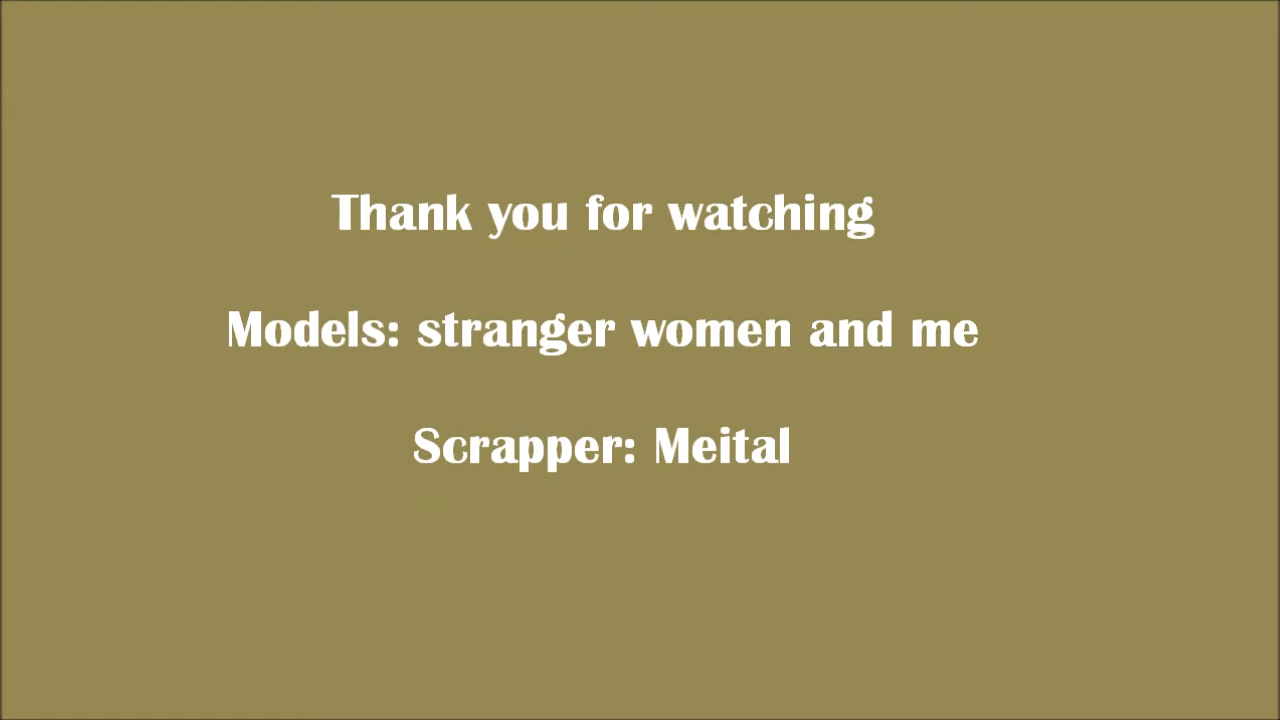 Thank you for watching
Models: stranger women and me
Scrapper: Meital